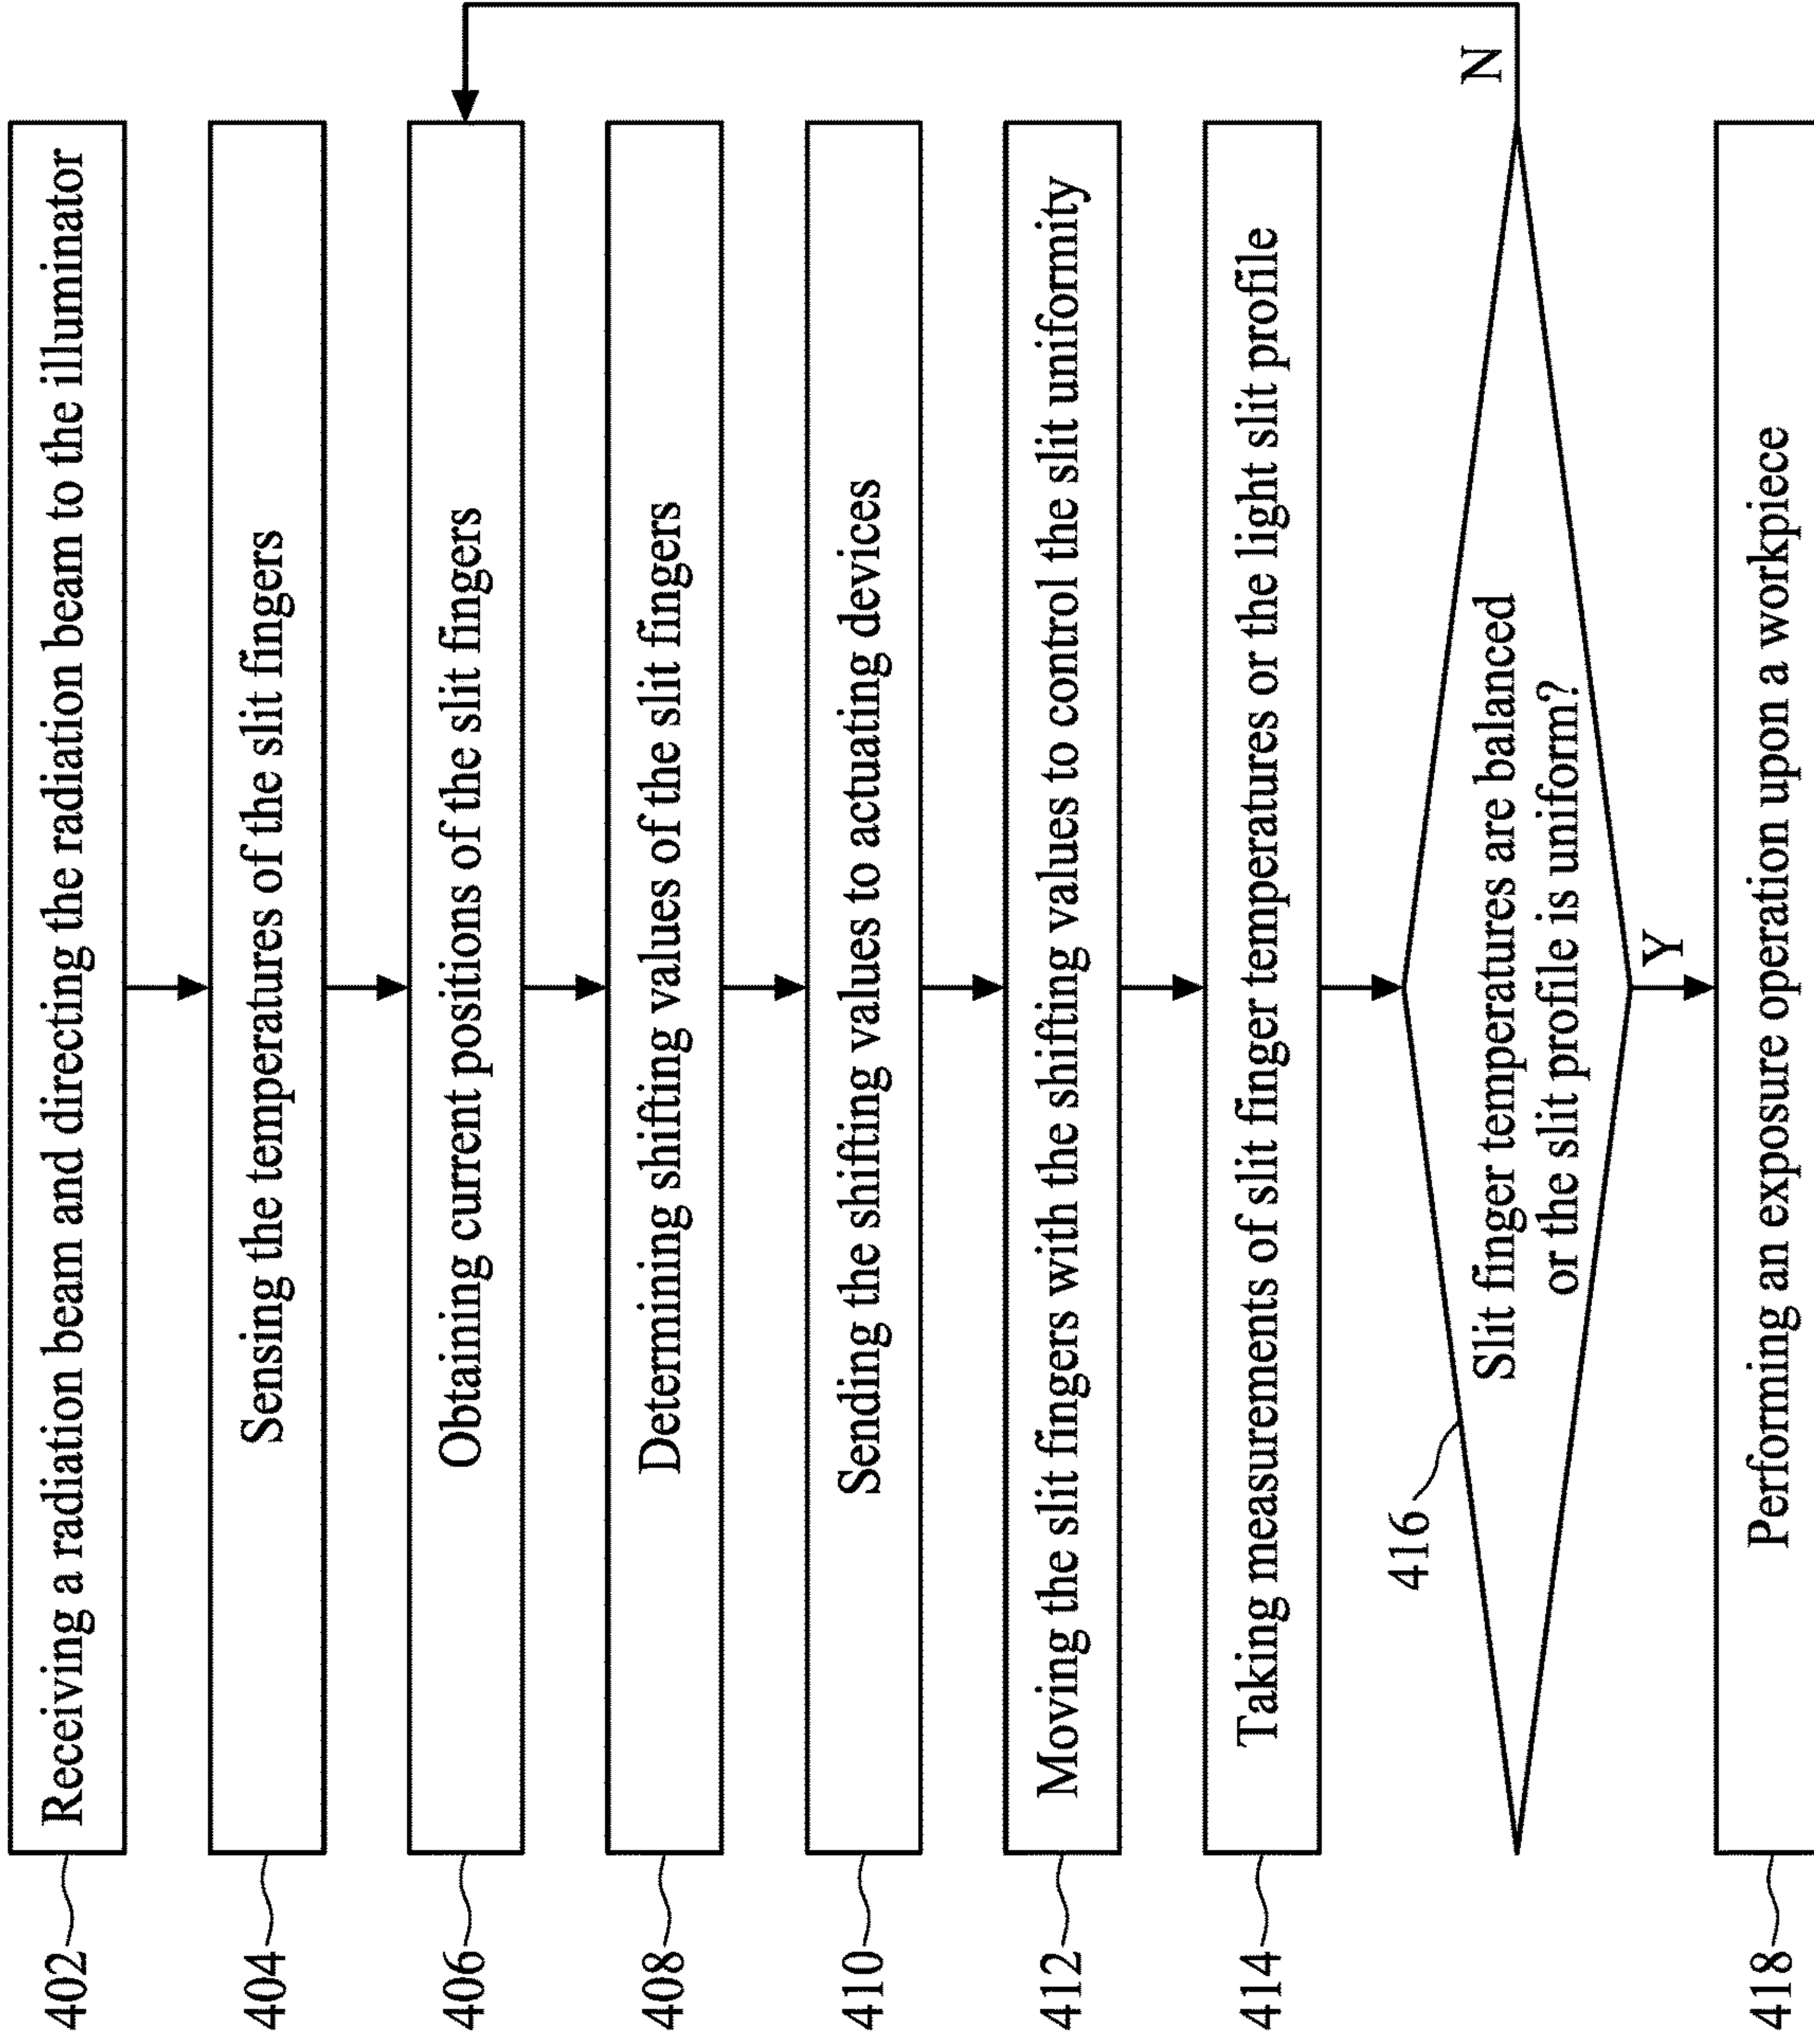 402
Receiving a radiation beam and directing the radiation beam to the illuminator
404
Sensing the temperatures of the slit fingers
406
Obtaining current positions of the slit fingers
408
Determining shifting values of the slit fingers
410
Sending the shifting values to actuating devices
412
Moving the slit fingers with the shifting values to control the slit uniformity
414
Taking measurements of slit finger temperatures or the light slit profile
416
Slit finger temperatures are balanced
or the slit profile is uniform?
N
Y
418
Performing an exposure operation upon a workpiece